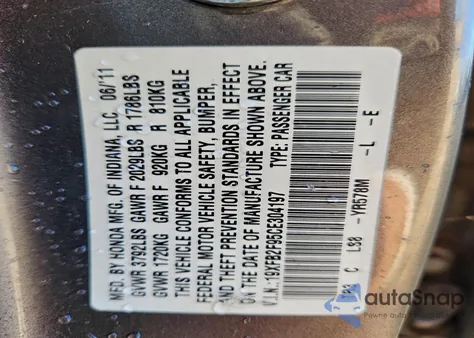 MFD. BY HONDA MFG. OF INDIANA, LLC. 06/'11
GVWR 3792LBS GAWR F 2029LBS R 1786LBS
GVWR 1720KG GAWR F 920KG R 810KG
THIS VEHICLE CONFORMS TO ALL APPLICABLE
FEDERAL MOTOR VEHICLE SAFETY, BUMPER,
AND THEFT PREVENTION STANDARDS IN EFFECT
ON THE DATE OF MANUFACTURE SHOWN ABOVE.
V.I.N.: 19XFB2F95CE304197 TYPE: PASSENGER CAR
C LS0 -YR578M -L -E
autoSnap